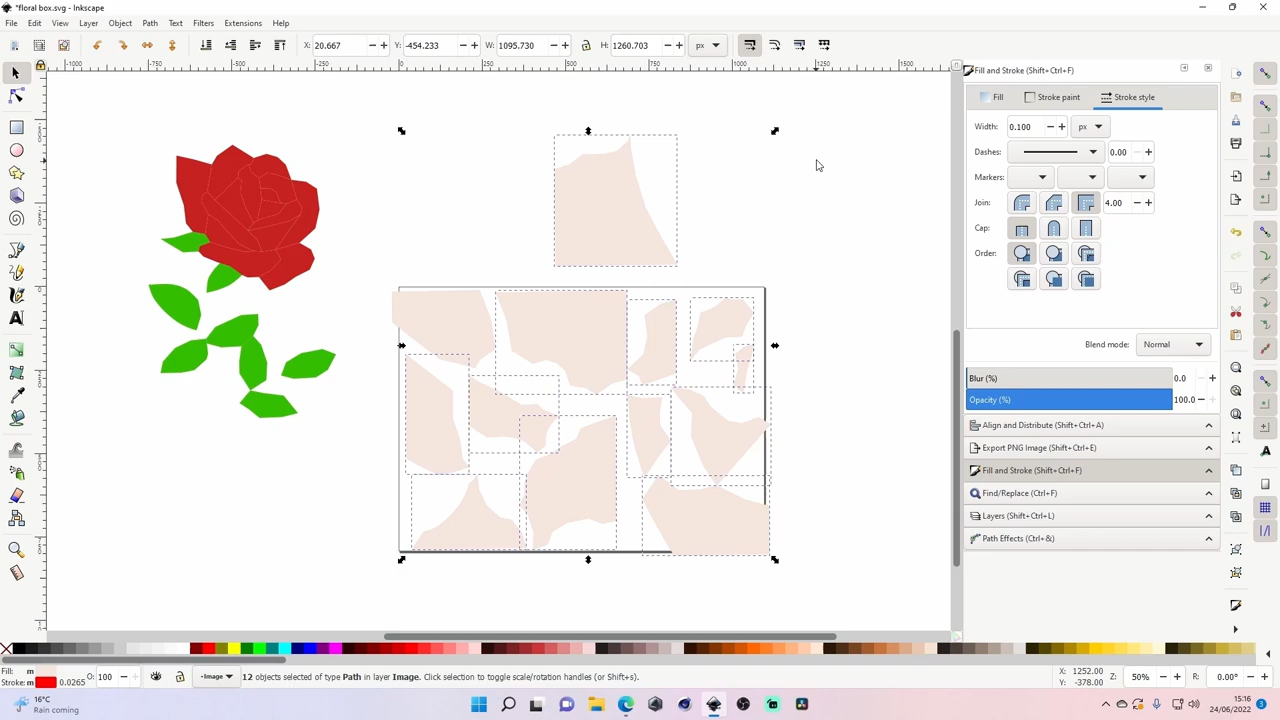 *floral box.svg - Inkscape
File Edit View Layer Object Path Text Filters Extensions Help
X: 20.667 Y: -454.233 W: 1095.730 H: 1260.703 px
Fill and Stroke (Shift+Ctrl+F)
Fill Stroke paint Stroke style
Width: 0.100 px
Dashes: 0.00
Markers:
Join: 4.00
Cap:
Order:
Blend mode: Normal
Blur (%) 0.0
Opacity (%) 100.0
Align and Distribute (Shift+Ctrl+A)
Export PNG Image (Shift+Ctrl+E)
Fill and Stroke (Shift+Ctrl+F)
Find/Replace (Ctrl+F)
Layers (Shift+Ctrl+L)
Path Effects (Ctrl+&)
Fill: m
Stroke: m 0.0265
O: 100
-Image
12 objects selected of type Path in layer Image. Click selection to toggle scale/rotation handles (or Shift+s).
X: 1252.00
Y: -378.00
Z: 50%
R: 0.00°
16°C
Rain coming
15:16
24/06/2022